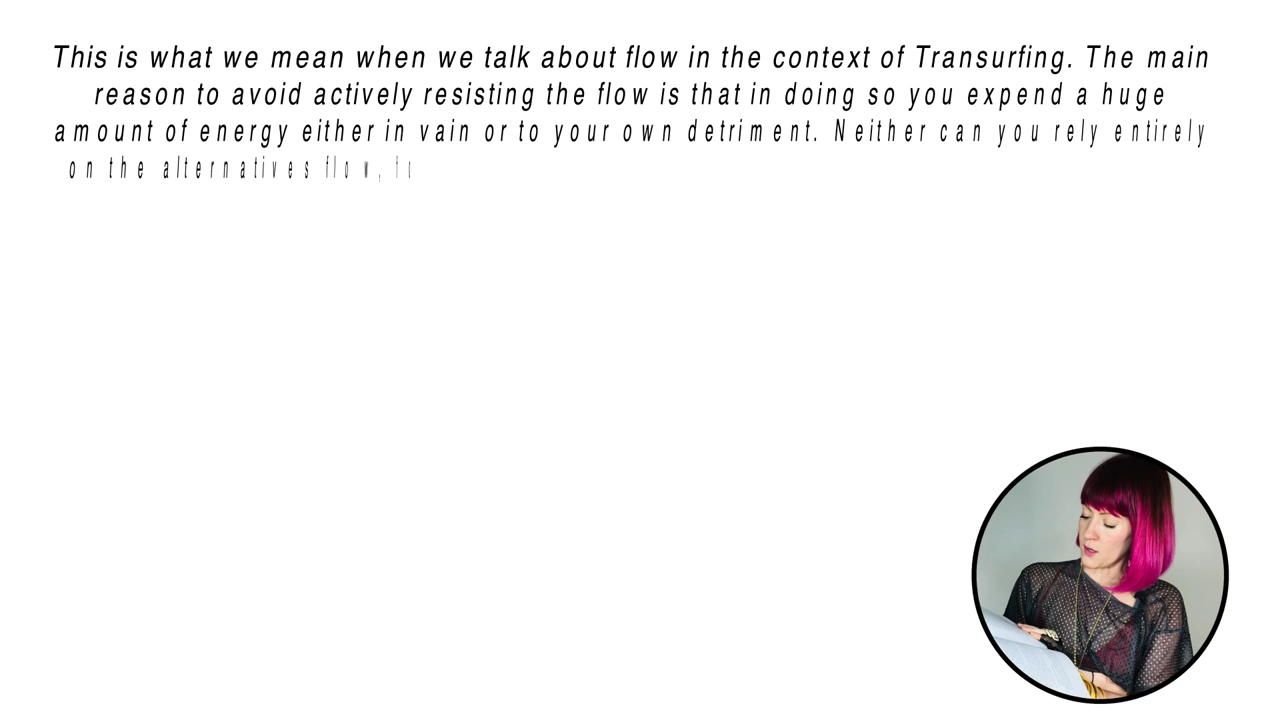 This is what we mean when we talk about flow in the context of Transurfing. The main
reason to avoid actively resisting the flow is that in doing so you expend a huge
amount of energy either in vain or to your own detriment. Neither can you rely entirely
on the alternatives flow,